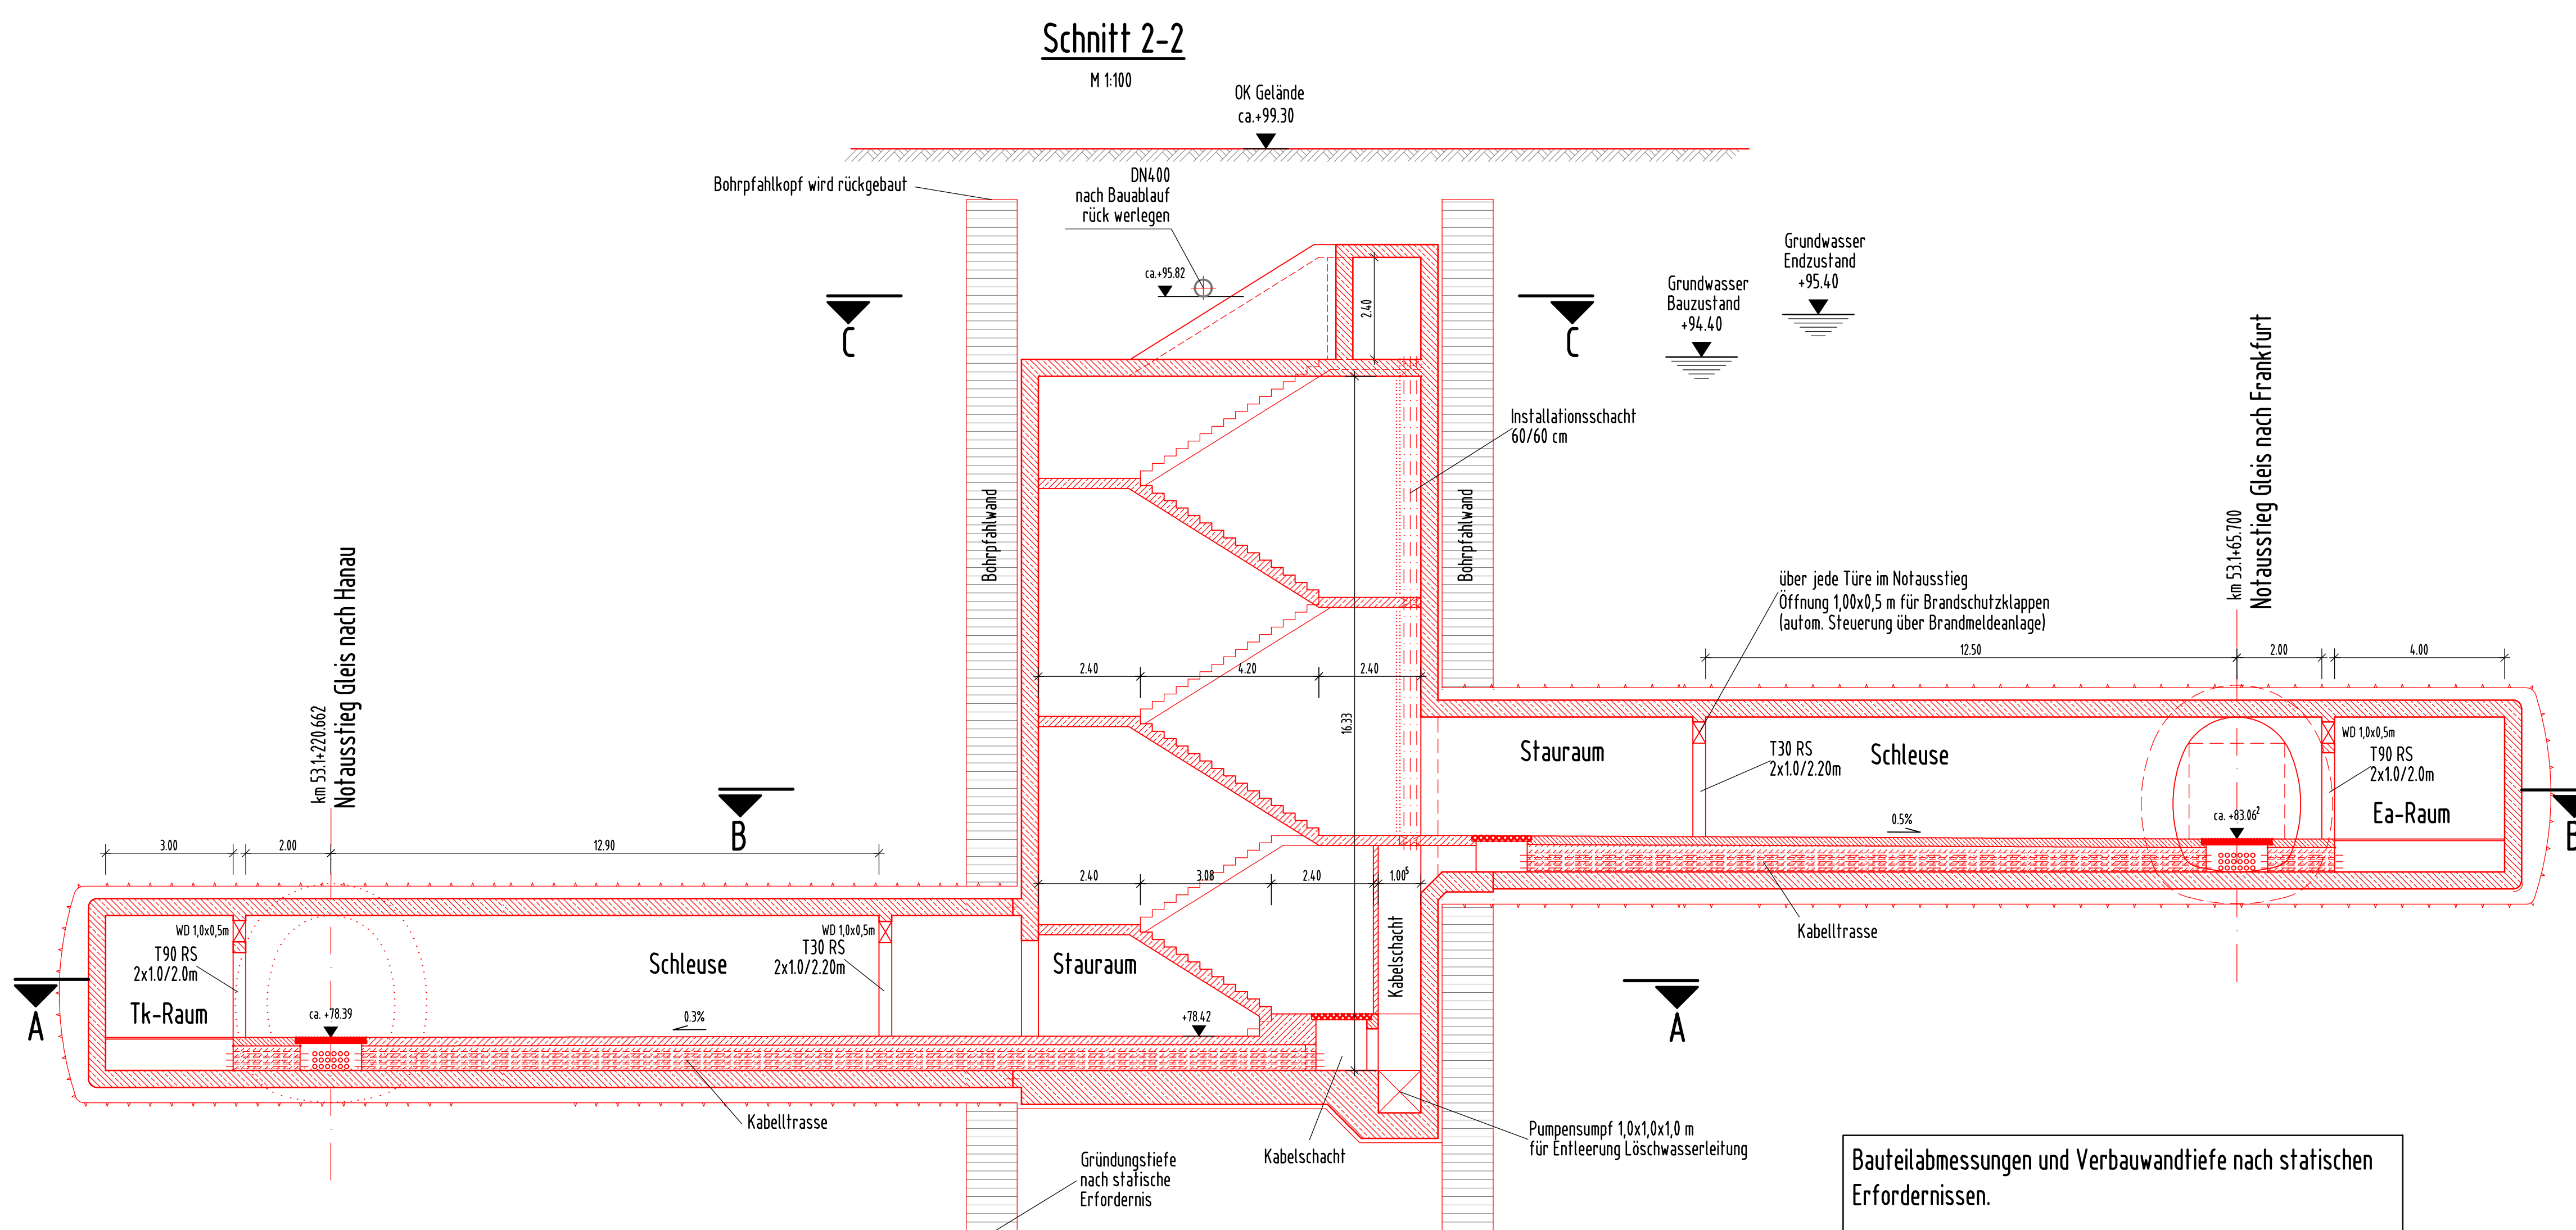 Schnitt 2-2
M 1:100
OK Gelände
ca.+99.30
Bohrpfahlkopf wird rückgebaut
DN400
nach Bauablauf
rück werlegen
ca.+95.82
C
C
2.40
Grundwasser
Bauzustand
+94.40
Grundwasser
Endzustand
+95.40
Installationsschacht
60/60 cm
Bohrpfahlwand
Bohrpfahlwand
km 53.1+220.662
Notausstieg Gleis nach Hanau
km 53.1+65.700
Notausstieg Gleis nach Frankfurt
über jede Türe im Notausstieg
Öffnung 1,00x0,5 m für Brandschutzklappen
(autom. Steuerung über Brandmeldeanlage)
12.50
2.00
4.00
2.40
4.20
2.40
16.33
Stauraum
T30 RS
2x1.0/2.20m
Schleuse
WD 1,0x0,5m
T90 RS
2x1.0/2.0m
Ea-Raum
0.5%
ca. +83.06²
B
B
3.00
2.00
12.90
2.40
3.08
2.40
1.00⁵
Kabelschacht
Kabelltrasse
WD 1,0x0,5m
T90 RS
2x1.0/2.0m
Tk-Raum
Schleuse
WD 1,0x0,5m
T30 RS
2x1.0/2.20m
Stauraum
ca. +78.39
0.3%
+78.42
A
A
Kabelltrasse
Kabelschacht
Pumpensumpf 1,0x1,0x1,0 m
für Entleerung Löschwasserleitung
Gründungstiefe
nach statische
Erfordernis
Bauteilabmessungen und Verbauwandtiefe nach statischen
Erfordernissen.